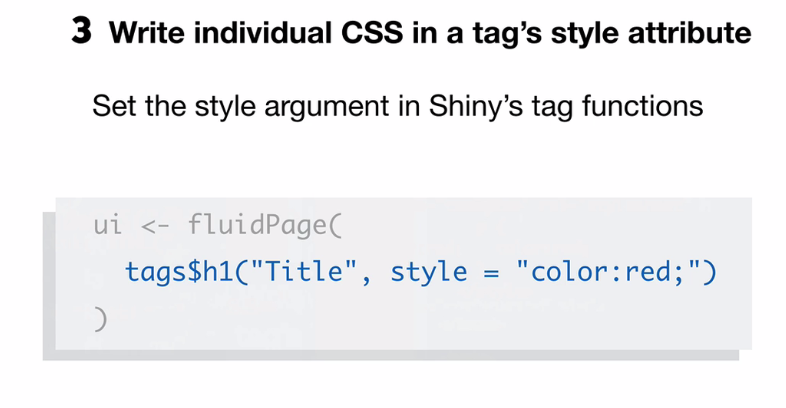 3 Write individual CSS in a tag’s style attribute
Set the style argument in Shiny’s tag functions
ui <- fluidPage(
tags$h1("Title", style = "color:red;")
)